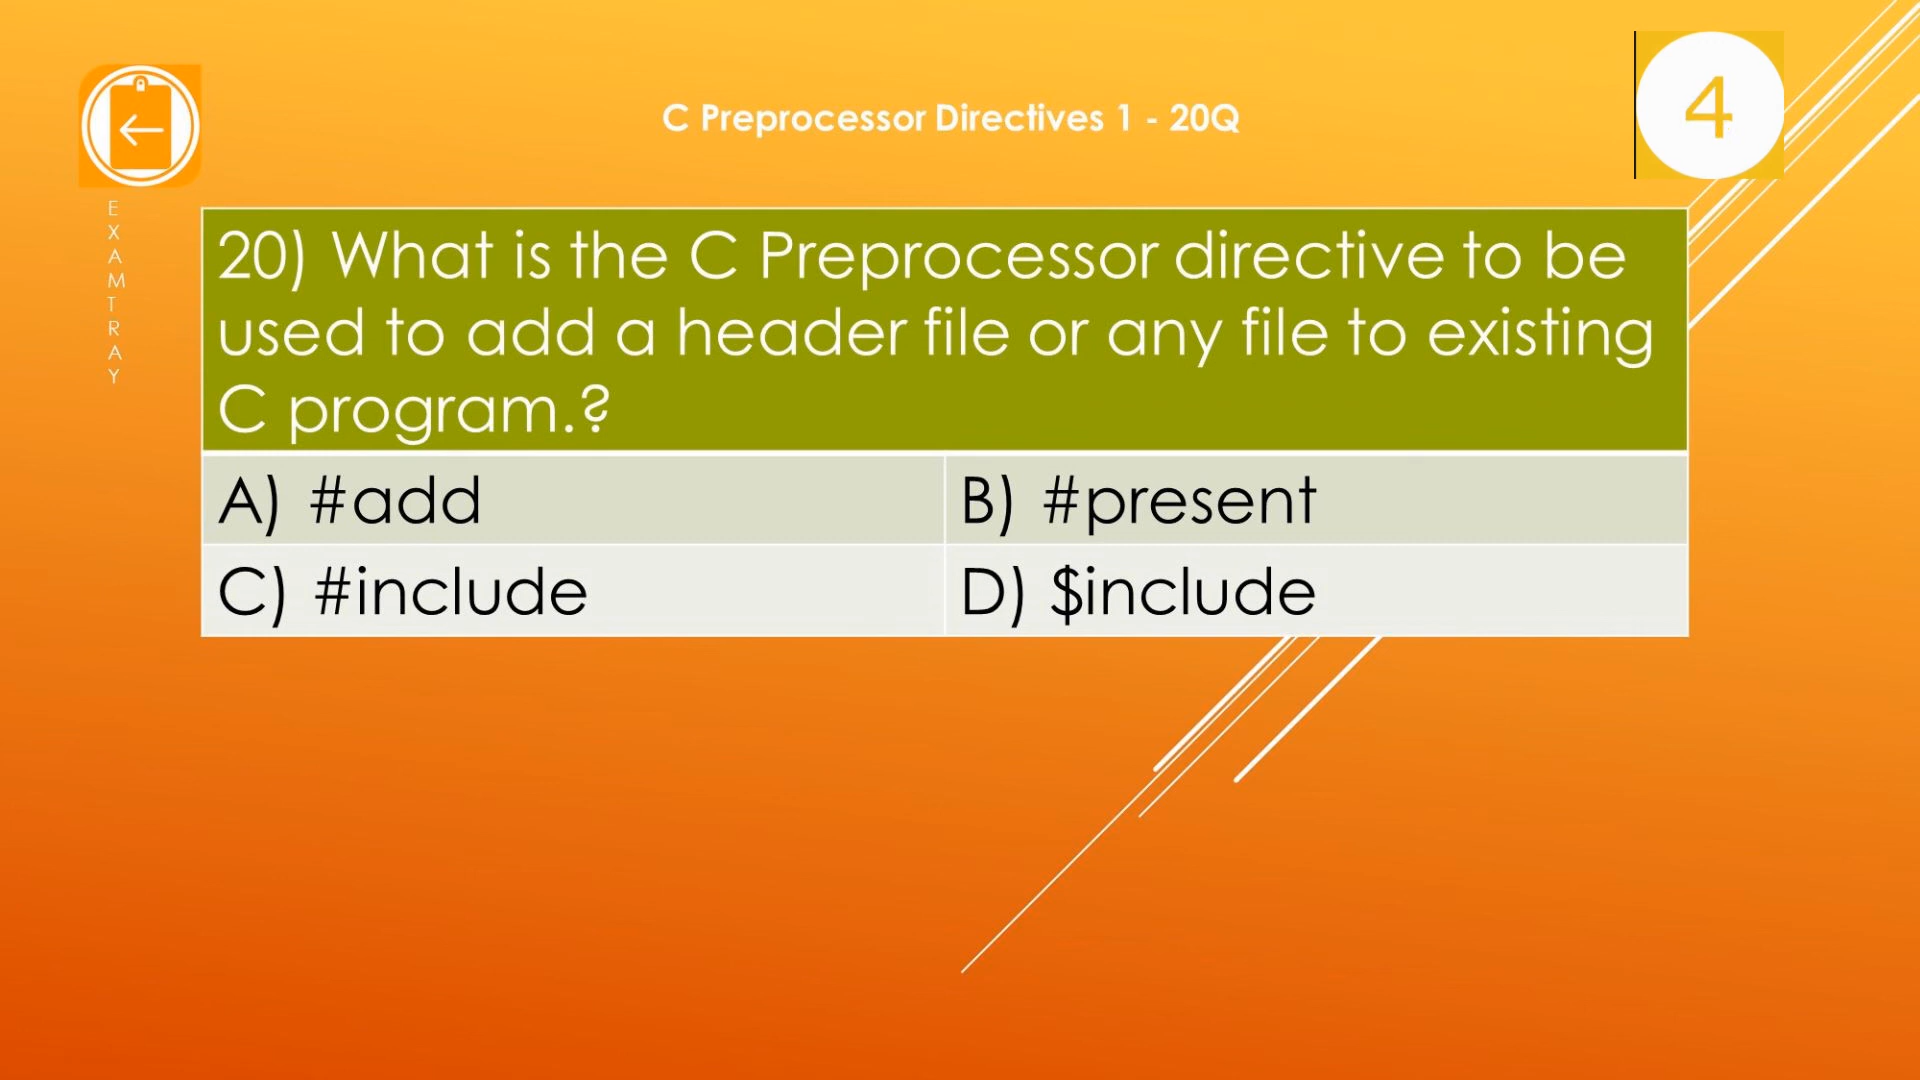 C Preprocessor Directives 1 - 20Q
4
E
X
A
M
T
R
A
Y
20) What is the C Preprocessor directive to be
used to add a header file or any file to existing
C program.?
A) #add
B) #present
C) #include
D) $include